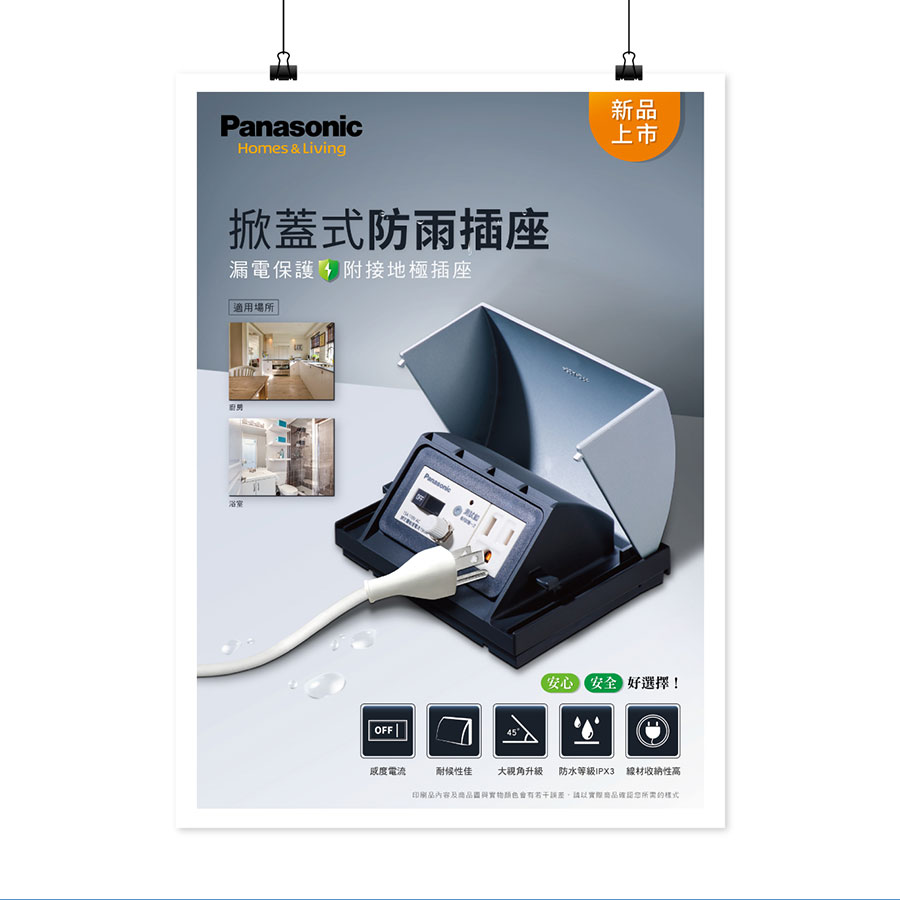 Panasonic
Homes & Living
新品
上市
掀蓋式防雨插座
漏電保護 附接地極插座
適用場所
廚房
浴室
Panasonic
OFF
測試鈕
安心 安全 好選擇！
OFF
45°
感度電流 耐候性佳 大視角升級 防水等級IPX3 線材收納性高
印刷品內容及商品圖與實物顏色會有若干誤差，請以實際商品確認您所需的樣式